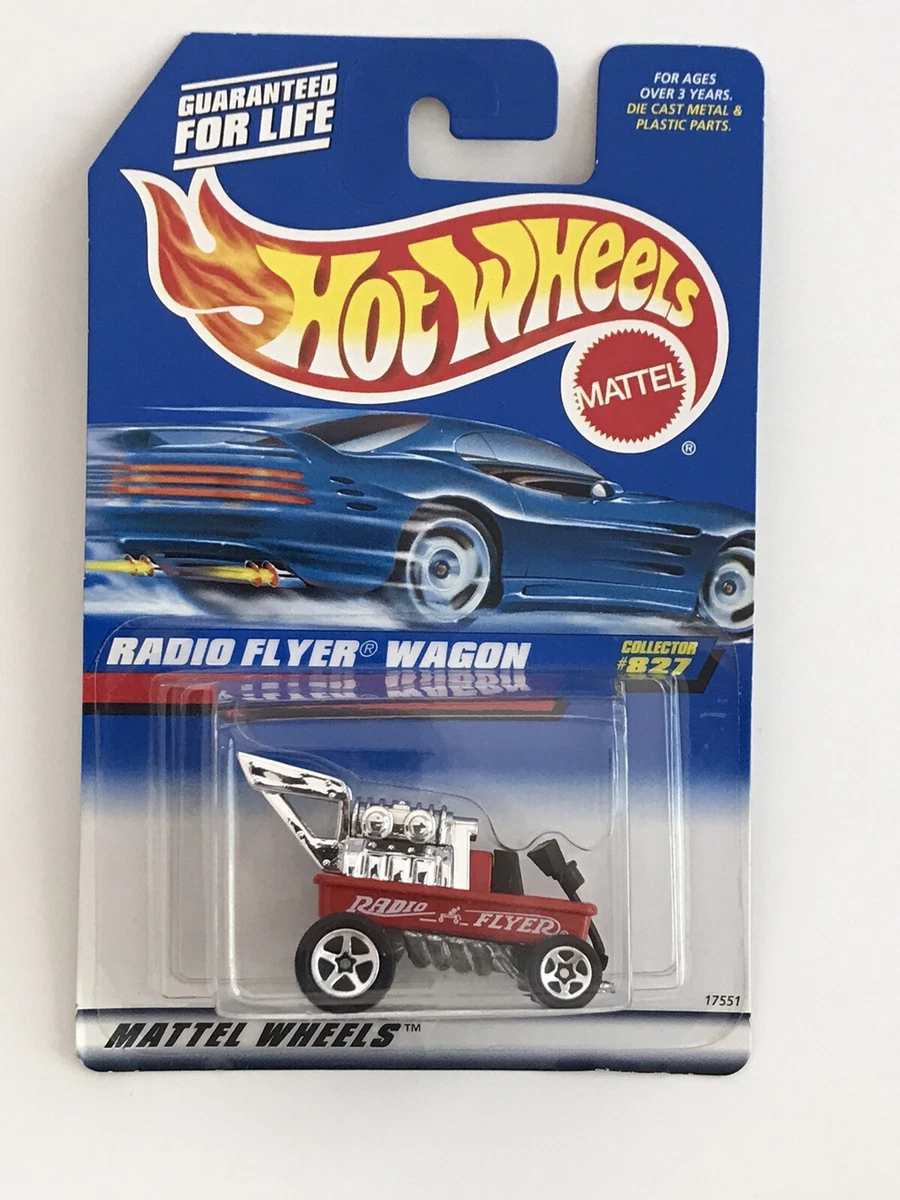 GUARANTEED
FOR LIFE
FOR AGES
OVER 3 YEARS.
DIE CAST METAL &
PLASTIC PARTS.
HOT WHEELS
MATTEL
®
RADIO FLYER® WAGON
COLLECTOR
#827
RADIO FLYER®
17551
MATTEL WHEELS™